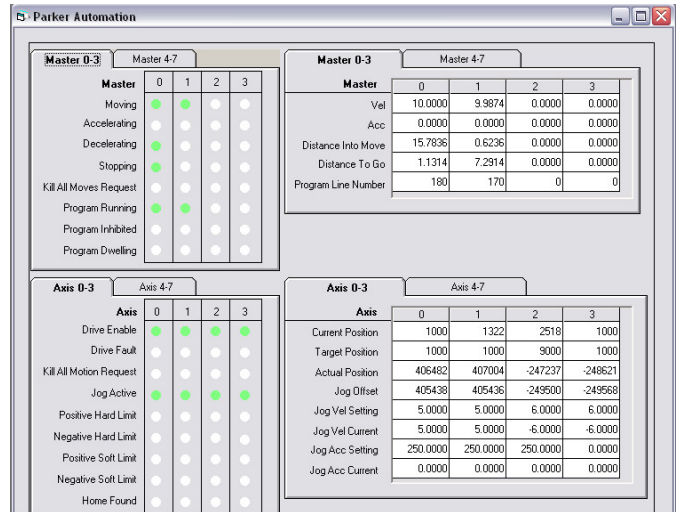 Parker Automation
Master 0-3 Master 4-7
Master 0 1 2 3
Moving
Accelerating
Decelerating
Stopping
Kill All Moves Request
Program Running
Program Inhibited
Program Dwelling
Master 0-3 Master 4-7
Master 0 1 2 3
Vel 10.0000 9.9874 0.0000 0.0000
Acc 0.0000 0.0000 0.0000 0.0000
Distance Into Move 15.7836 0.6236 0.0000 0.0000
Distance To Go 1.1314 7.2914 0.0000 0.0000
Program Line Number 180 170 0 0
Axis 0-3 Axis 4-7
Axis 0 1 2 3
Drive Enable
Drive Fault
Kill All Motion Request
Jog Active
Positive Hard Limit
Negative Hard Limit
Positive Soft Limit
Negative Soft Limit
Home Found
Axis 0-3 Axis 4-7
Axis 0 1 2 3
Current Position 1000 1322 2518 1000
Target Position 1000 1000 9000 1000
Actual Position 406482 407004 -247237 -248621
Jog Offset 405438 405436 -249500 -249568
Jog Vel Setting 5.0000 5.0000 6.0000 6.0000
Jog Vel Current 5.0000 5.0000 -6.0000 -6.0000
Jog Acc Setting 250.0000 250.0000 250.0000 0.0000
Jog Acc Current 0.0000 0.0000 0.0000 0.0000